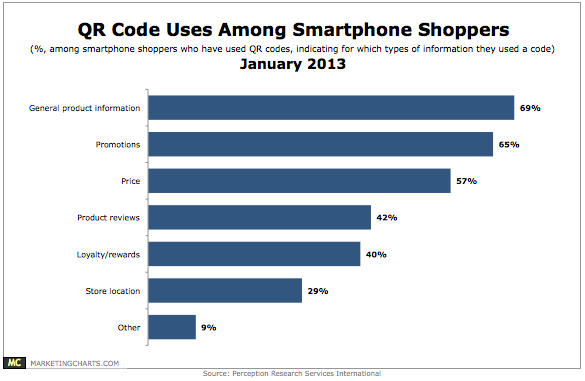 QR Code Uses Among Smartphone Shoppers
(%, among smartphone shoppers who have used QR codes, indicating for which types of information they used a code)
January 2013
General product information 69%
Promotions 65%
Price 57%
Product reviews 42%
Loyalty/rewards 40%
Store location 29%
Other 9%
MC MARKETINGCHARTS.COM
Source: Perception Research Services International